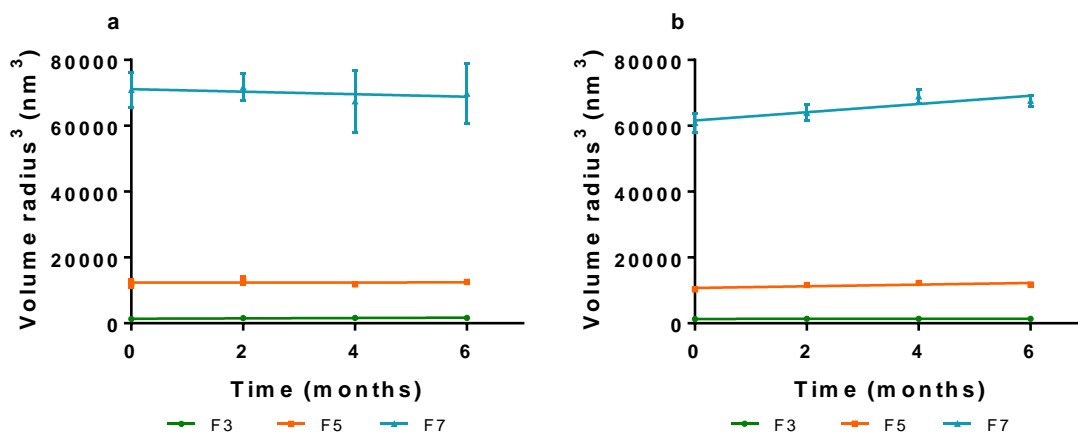 a
Volume radius³ (nm³)
80000
60000
40000
20000
0
0 2 4 6
Time (months)
F3 F5 F7
b
Volume radius³ (nm³)
80000
60000
40000
20000
0
0 2 4 6
Time (months)
F3 F5 F7